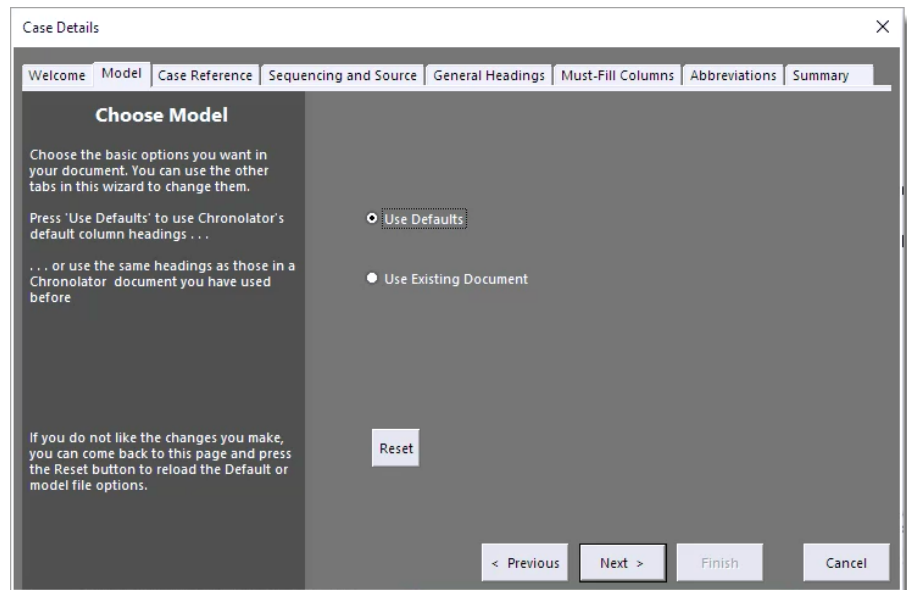 Case Details
Welcome Model Case Reference Sequencing and Source General Headings Must-Fill Columns Abbreviations Summary
Choose Model
Choose the basic options you want in
your document. You can use the other
tabs in this wizard to change them.
Press 'Use Defaults' to use Chronolator's
default column headings . . .
. . . or use the same headings as those in a
Chronolator document you have used
before
Use Defaults
Use Existing Document
If you do not like the changes you make,
you can come back to this page and press
the Reset button to reload the Default or
model file options.
Reset
< Previous Next > Finish Cancel